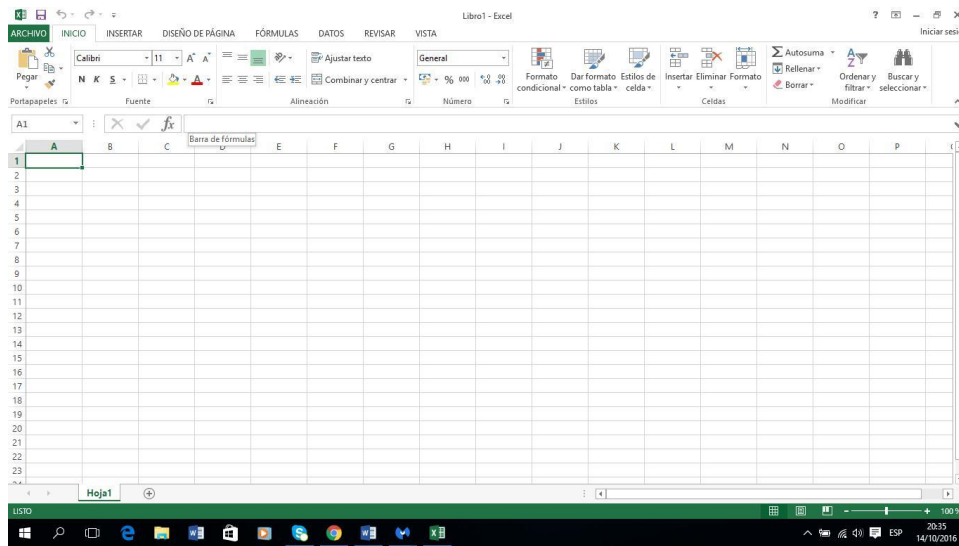 Libro1 - Excel
ARCHIVO INICIO INSERTAR DISEÑO DE PÁGINA FÓRMULAS DATOS REVISAR VISTA Iniciar sesi
Calibri 11 Ajustar texto General Autosuma
Rellenar
Pegar N K S Combinar y centrar % 000 Formato Dar formato Estilos de Insertar Eliminar Formato Ordenar y Buscar y
condicional como tabla celda Borrar filtrar seleccionar
Portapapeles Fuente Alineación Número Estilos Celdas Modificar
A1 fx
Barra de fórmulas
A B C D E F G H I J K L M N O P
1
2
3
4
5
6
7
8
9
10
11
12
13
14
15
16
17
18
19
20
21
22
23
Hoja1
LISTO 100%
ESP 20:35
14/10/2016